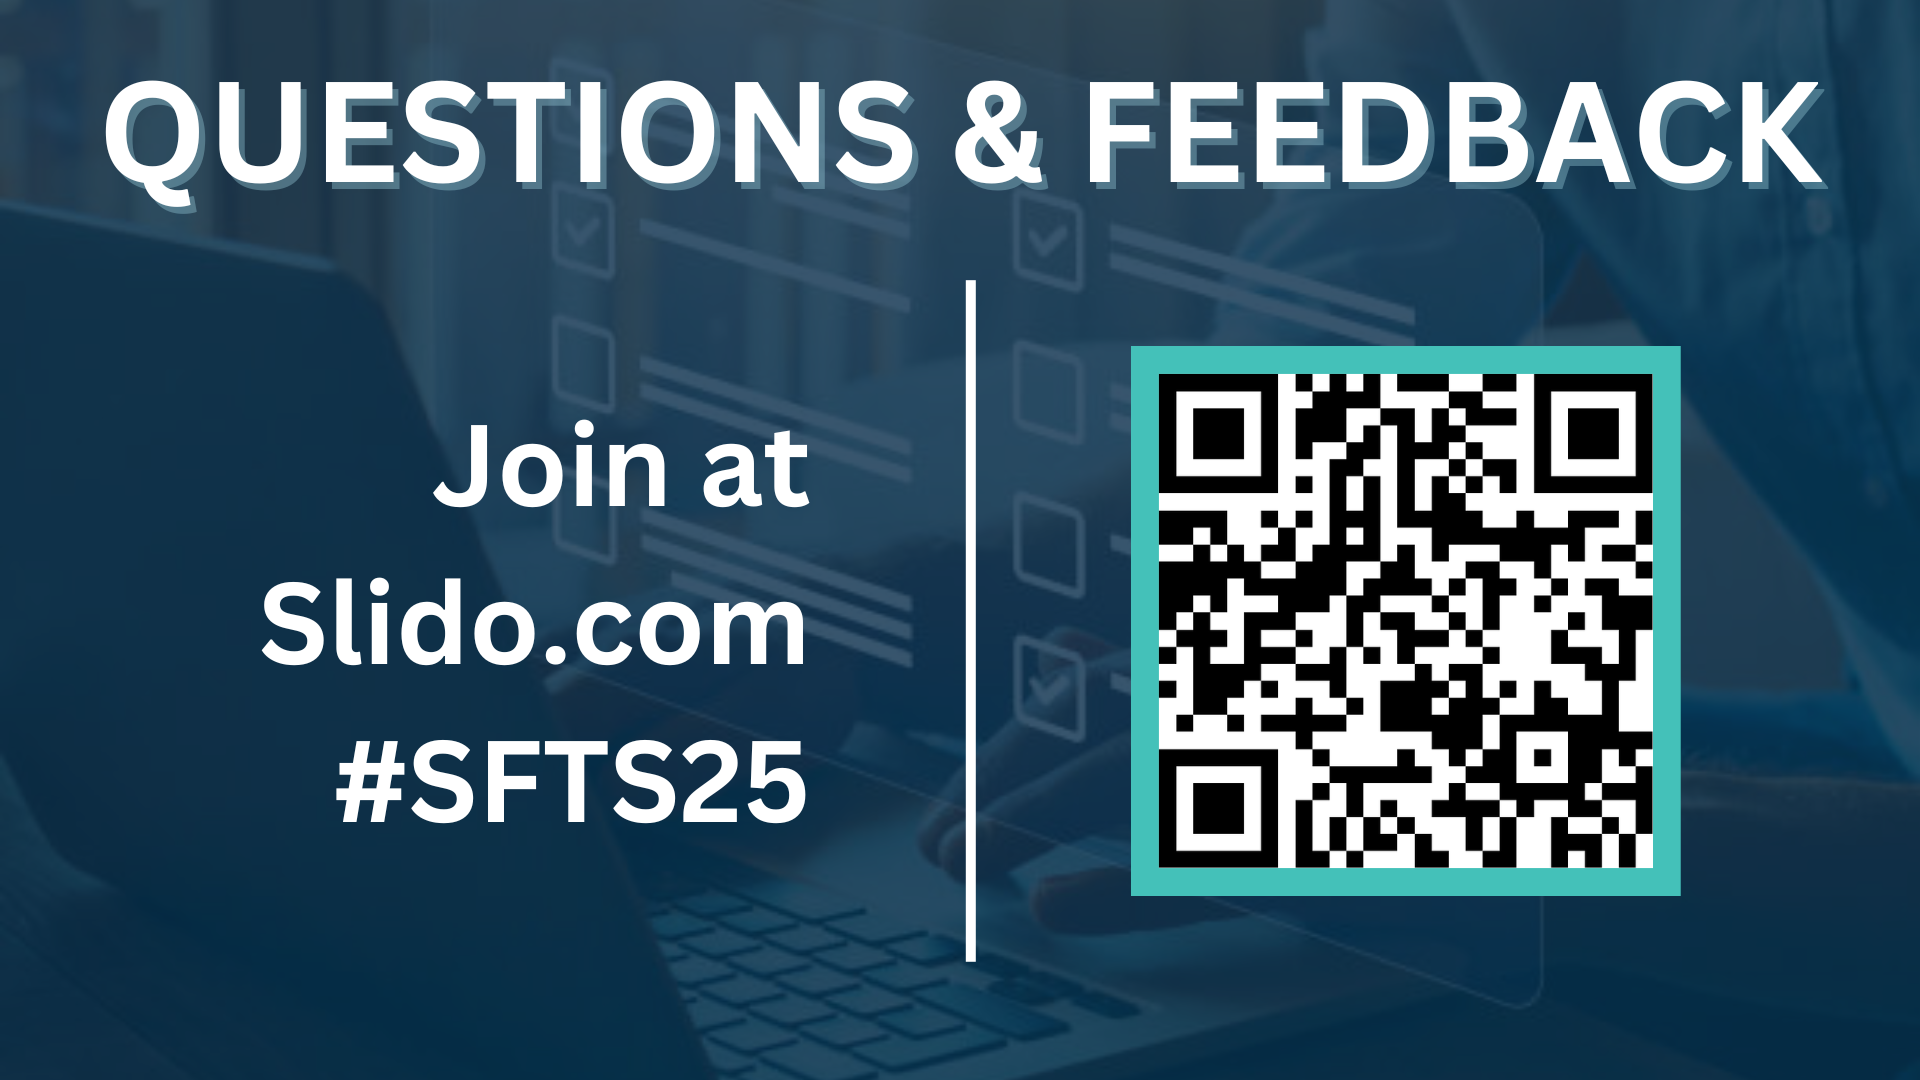 QUESTIONS & FEEDBACK
Join at
Slido.com
#SFTS25